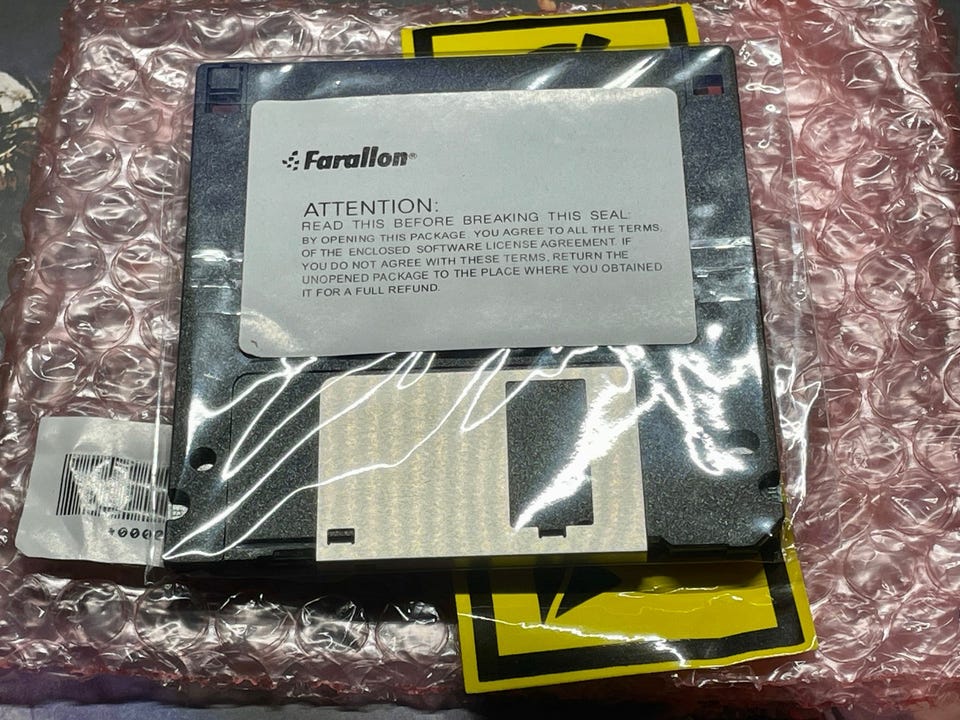 Farallon®
ATTENTION:
READ THIS BEFORE BREAKING THIS SEAL:
BY OPENING THIS PACKAGE, YOU AGREE TO ALL THE TERMS,
OF THE ENCLOSED SOFTWARE LICENSE AGREEMENT. IF
YOU DO NOT AGREE WITH THESE TERMS, RETURN THE
UNOPENED PACKAGE TO THE PLACE WHERE YOU OBTAINED
IT FOR A FULL REFUND.